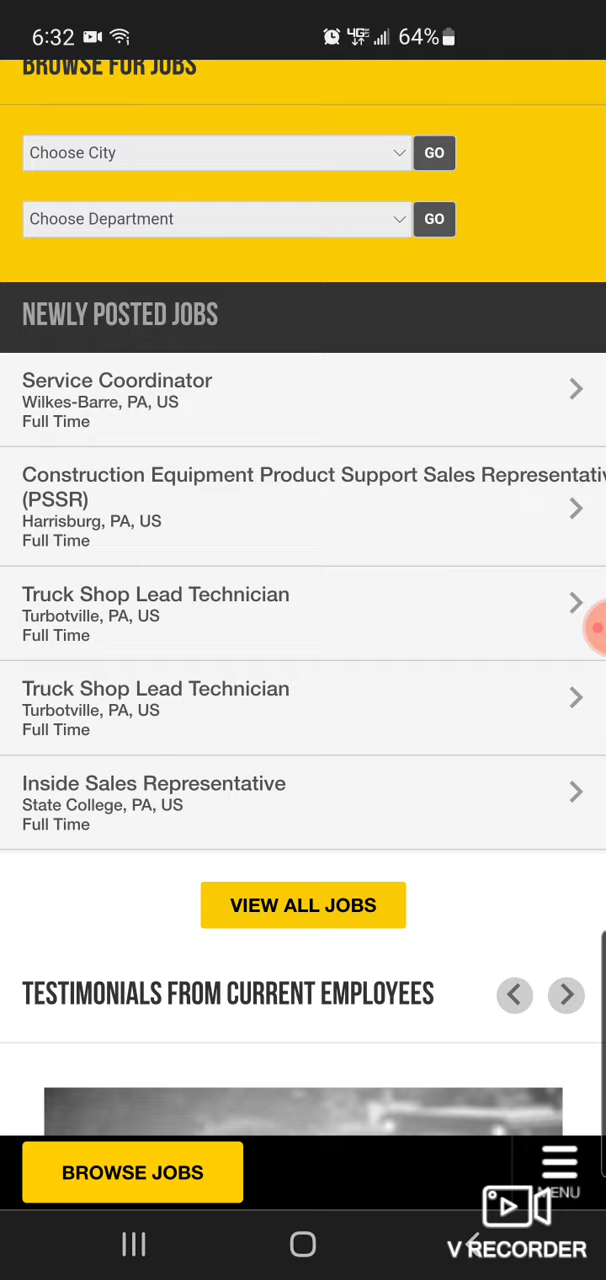 6:32 4GE 64%
BROWSE FOR JOBS
Choose City GO
Choose Department GO
NEWLY POSTED JOBS
Service Coordinator
Wilkes-Barre, PA, US
Full Time
Construction Equipment Product Support Sales Representativ
(PSSR)
Harrisburg, PA, US
Full Time
Truck Shop Lead Technician
Turbotville, PA, US
Full Time
Truck Shop Lead Technician
Turbotville, PA, US
Full Time
Inside Sales Representative
State College, PA, US
Full Time
VIEW ALL JOBS
TESTIMONIALS FROM CURRENT EMPLOYEES
BROWSE JOBS
MENU
V RECORDER